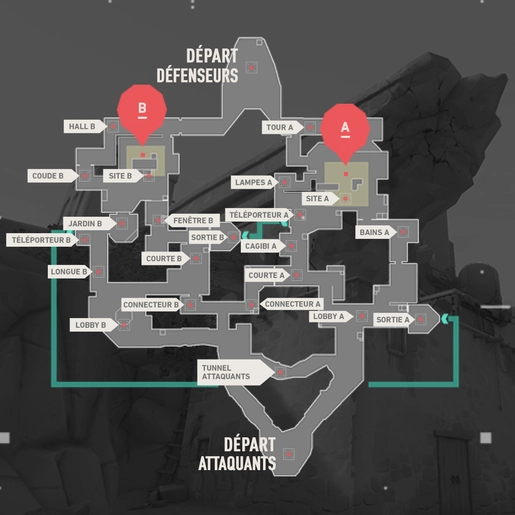 DÉPART
DÉFENSEURS
B
A
HALL B
TOUR A
COUDE B
SITE B
LAMPES A
SITE A
JARDIN B
FENÊTRE B
TÉLÉPORTEUR A
TÉLÉPORTEUR B
SORTIE B
BAINS A
CAGIBI A
COURTE B
LONGUE B
COURTE A
CONNECTEUR B
CONNECTEUR A
LOBBY A
SORTIE A
LOBBY B
TUNNEL
ATTAQUANTS
DÉPART
ATTAQUANTS